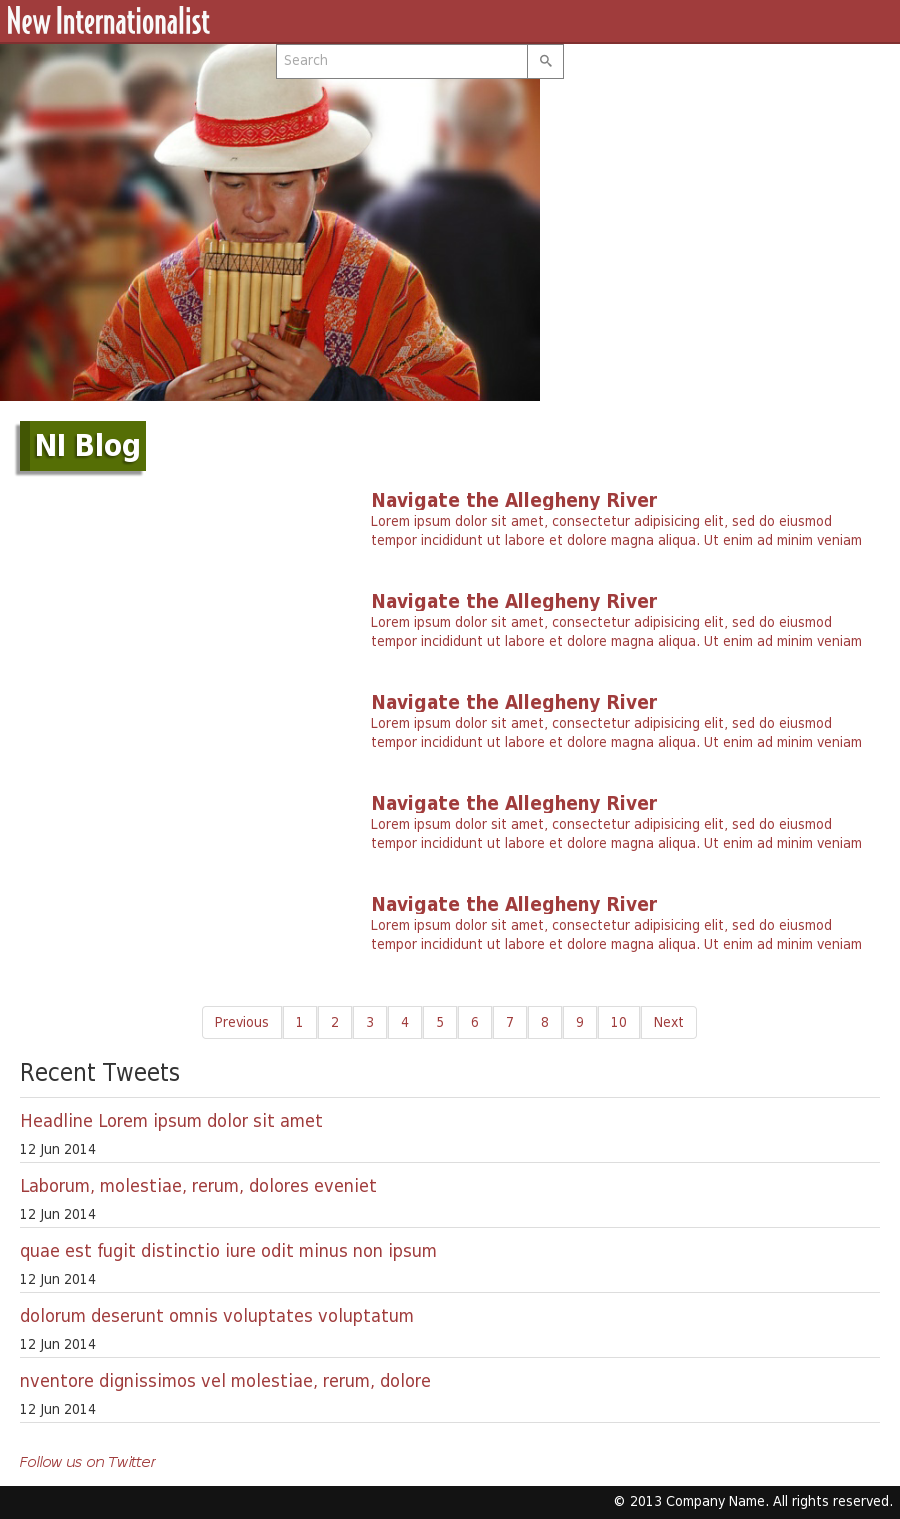 New Internationalist
Search
NI Blog
Navigate the Allegheny River
Lorem ipsum dolor sit amet, consectetur adipisicing elit, sed do eiusmod
tempor incididunt ut labore et dolore magna aliqua. Ut enim ad minim veniam
Navigate the Allegheny River
Lorem ipsum dolor sit amet, consectetur adipisicing elit, sed do eiusmod
tempor incididunt ut labore et dolore magna aliqua. Ut enim ad minim veniam
Navigate the Allegheny River
Lorem ipsum dolor sit amet, consectetur adipisicing elit, sed do eiusmod
tempor incididunt ut labore et dolore magna aliqua. Ut enim ad minim veniam
Navigate the Allegheny River
Lorem ipsum dolor sit amet, consectetur adipisicing elit, sed do eiusmod
tempor incididunt ut labore et dolore magna aliqua. Ut enim ad minim veniam
Navigate the Allegheny River
Lorem ipsum dolor sit amet, consectetur adipisicing elit, sed do eiusmod
tempor incididunt ut labore et dolore magna aliqua. Ut enim ad minim veniam
Previous 1 2 3 4 5 6 7 8 9 10 Next
Recent Tweets
Headline Lorem ipsum dolor sit amet
12 Jun 2014
Laborum, molestiae, rerum, dolores eveniet
12 Jun 2014
quae est fugit distinctio iure odit minus non ipsum
12 Jun 2014
dolorum deserunt omnis voluptates voluptatum
12 Jun 2014
nventore dignissimos vel molestiae, rerum, dolore
12 Jun 2014
Follow us on Twitter
© 2013 Company Name. All rights reserved.